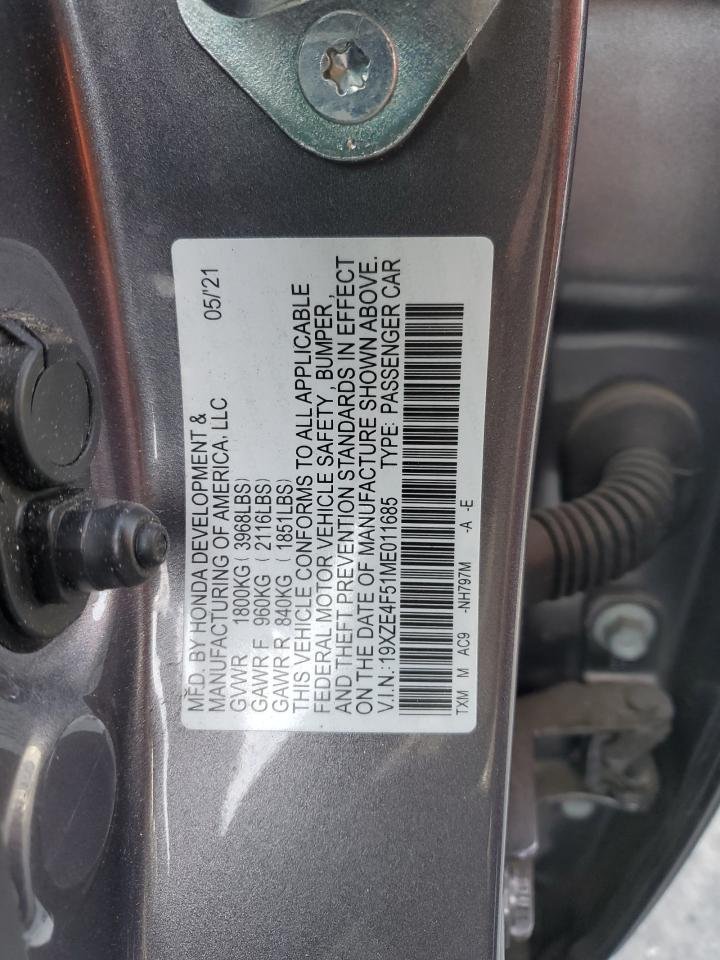 MFD. BY HONDA DEVELOPMENT & 05/'21
MANUFACTURING OF AMERICA, LLC
GVWR 1800KG ( 3968LBS)
GAWR F 960KG ( 2116LBS)
GAWR R 840KG ( 1851LBS)
THIS VEHICLE CONFORMS TO ALL APPLICABLE
FEDERAL MOTOR VEHICLE SAFETY, BUMPER ,
AND THEFT PREVENTION STANDARDS IN EFFECT
ON THE DATE OF MANUFACTURE SHOWN ABOVE.
V.I.N.:19XZE4F51ME011685 TYPE: PASSENGER CAR
TXM M AC9 -NH797M -A -E